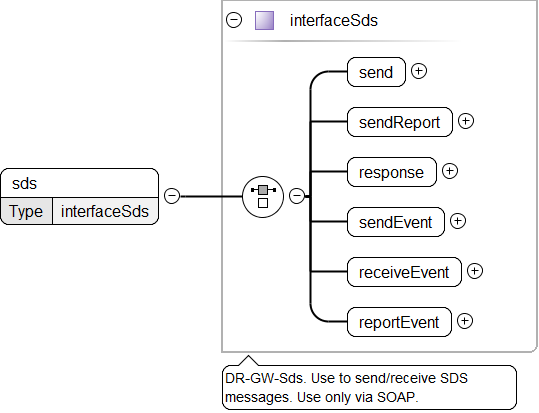 interfaceSds
send
sendReport
response
sendEvent
receiveEvent
reportEvent
sds
Type interfaceSds
DR-GW-Sds. Use to send/receive SDS
messages. Use only via SOAP.